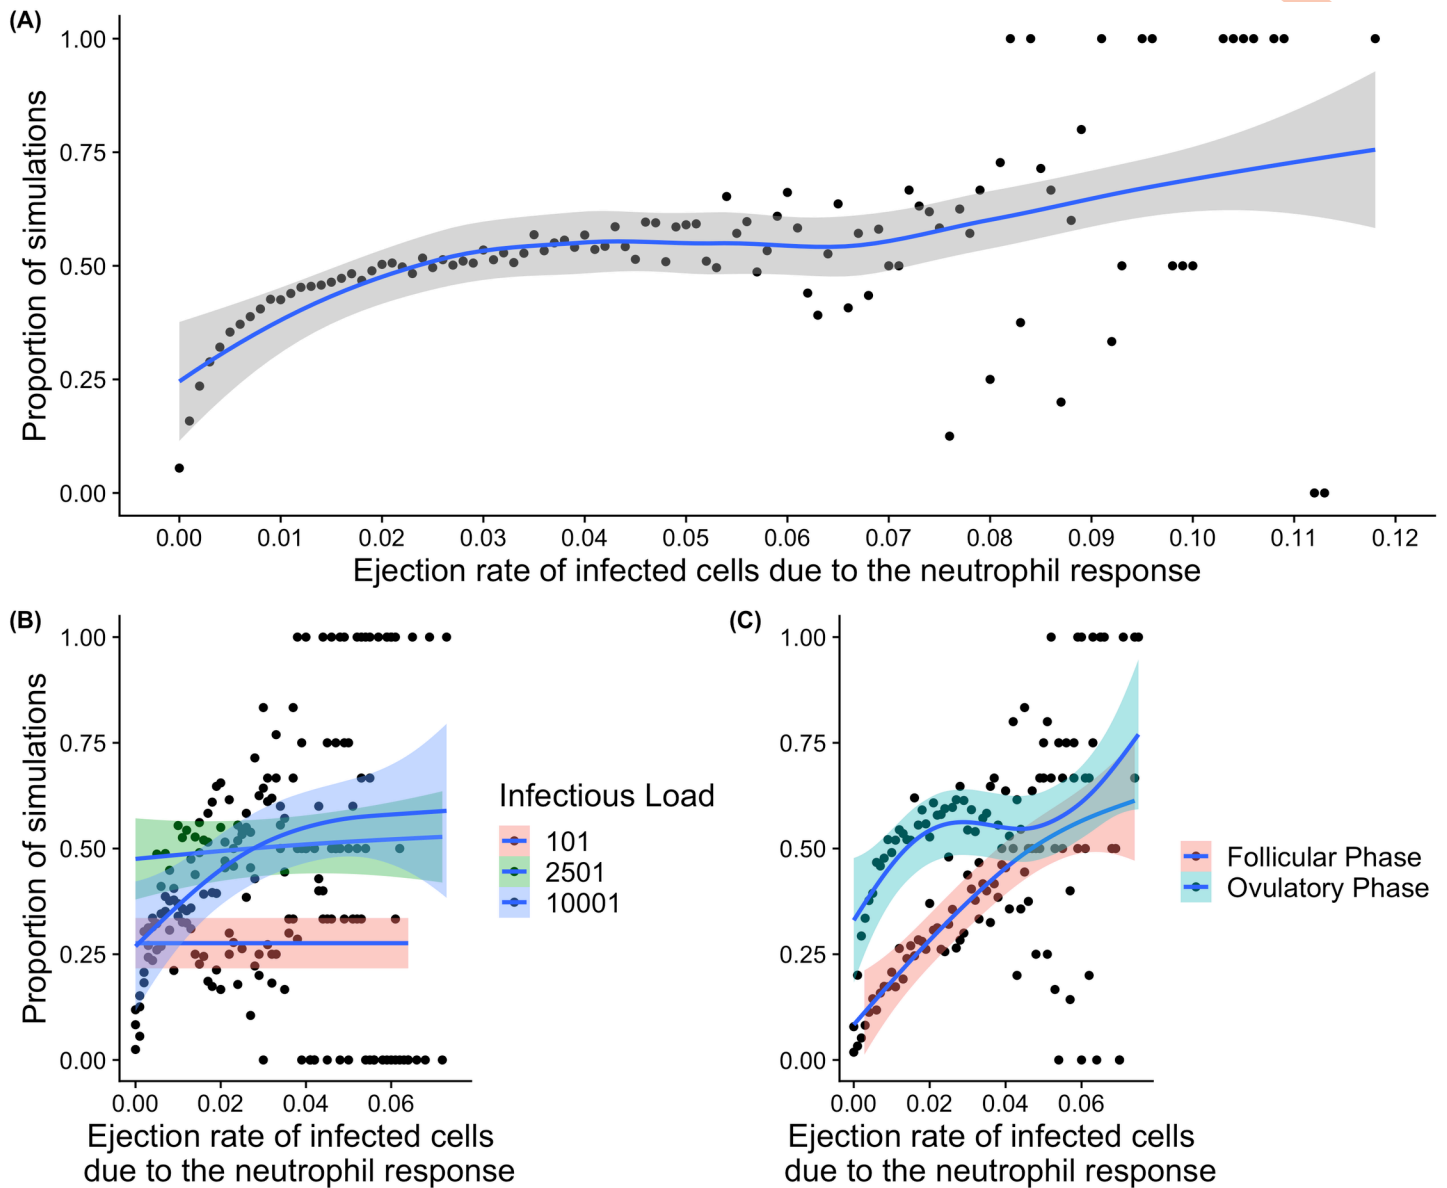 (A)
Proportion of simulations
1.00
0.75
0.50
0.25
0.00
0.00 0.01 0.02 0.03 0.04 0.05 0.06 0.07 0.08 0.09 0.10 0.11 0.12
Ejection rate of infected cells due to the neutrophil response
(B)
Proportion of simulations
1.00
0.75
0.50
0.25
0.00
0.00 0.02 0.04 0.06
Ejection rate of infected cells
due to the neutrophil response
Infectious Load
101
2501
10001
(C)
1.00
0.75
0.50
0.25
0.00
0.00 0.02 0.04 0.06
Ejection rate of infected cells
due to the neutrophil response
Follicular Phase
Ovulatory Phase